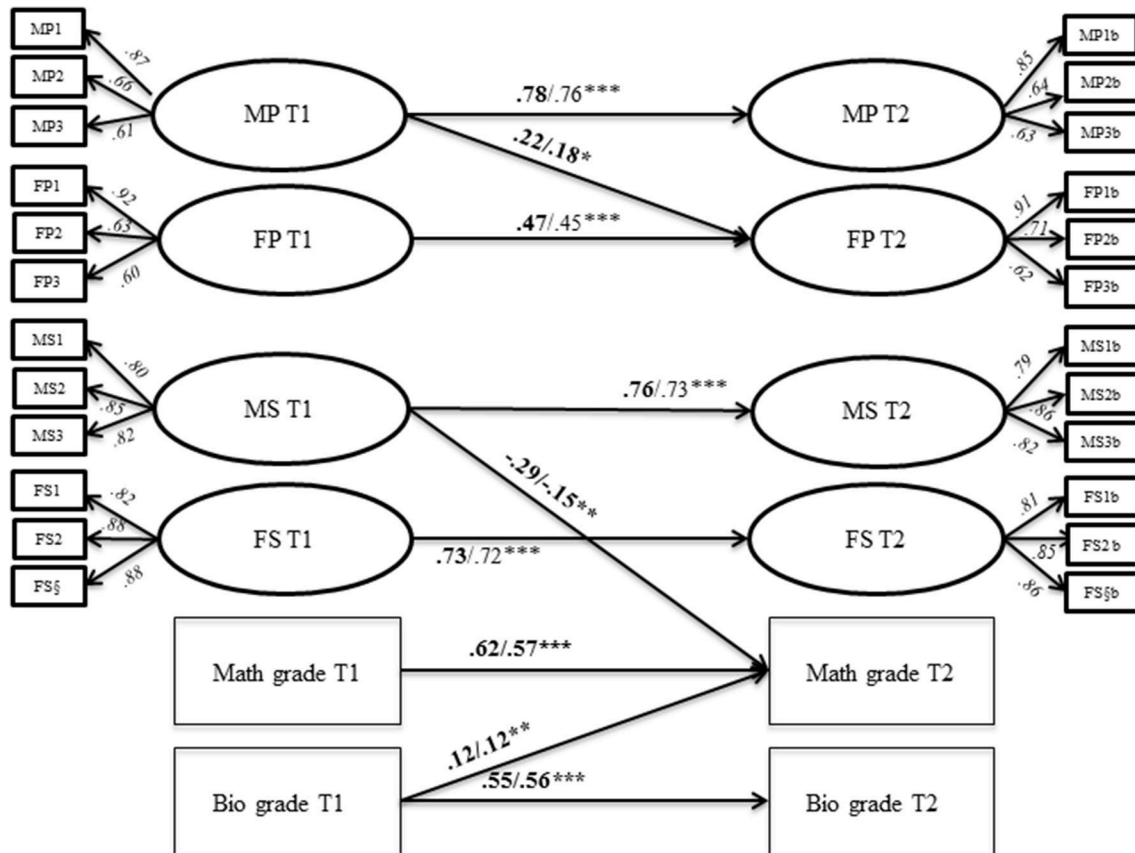 MP1
MP2
MP3
.87
.66
.61
MP T1
.78/.76***
.22/.18*
MP T2
.85
.64
.63
MP1b
MP2b
MP3b
FP1
FP2
FP3
.92
.63
.60
FP T1
.47/.45***
FP T2
.91
.71
.62
FP1b
FP2b
FP3b
MS1
MS2
MS3
.80
.85
.82
MS T1
.76/.73***
-.29/-.15**
MS T2
.79
.86
.82
MS1b
MS2b
MS3b
FS1
FS2
FS§
.82
.88
.88
FS T1
.73/.72***
FS T2
.81
.85
.86
FS1b
FS2b
FS§b
Math grade T1
.62/.57***
Math grade T2
.12/.12**
Bio grade T1
.55/.56***
Bio grade T2